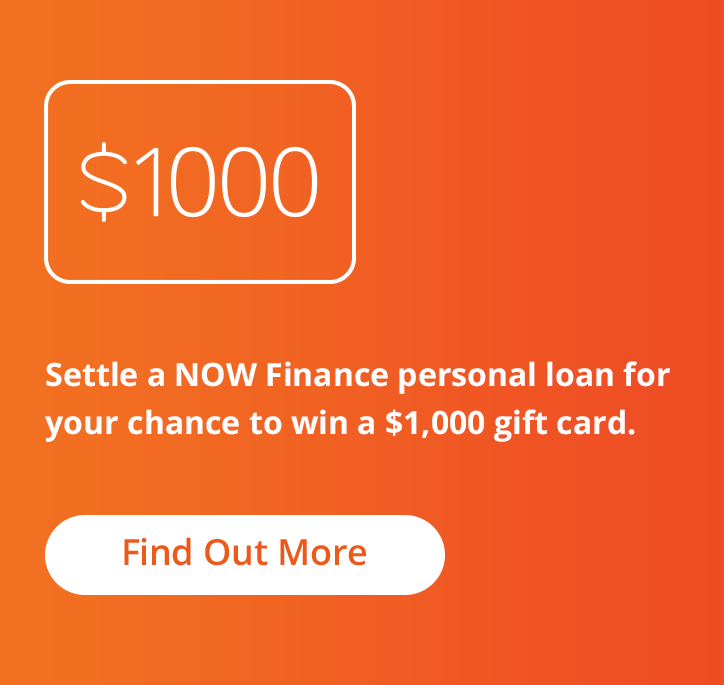 $1000
Settle a NOW Finance personal loan for
your chance to win a $1,000 gift card.
Find Out More